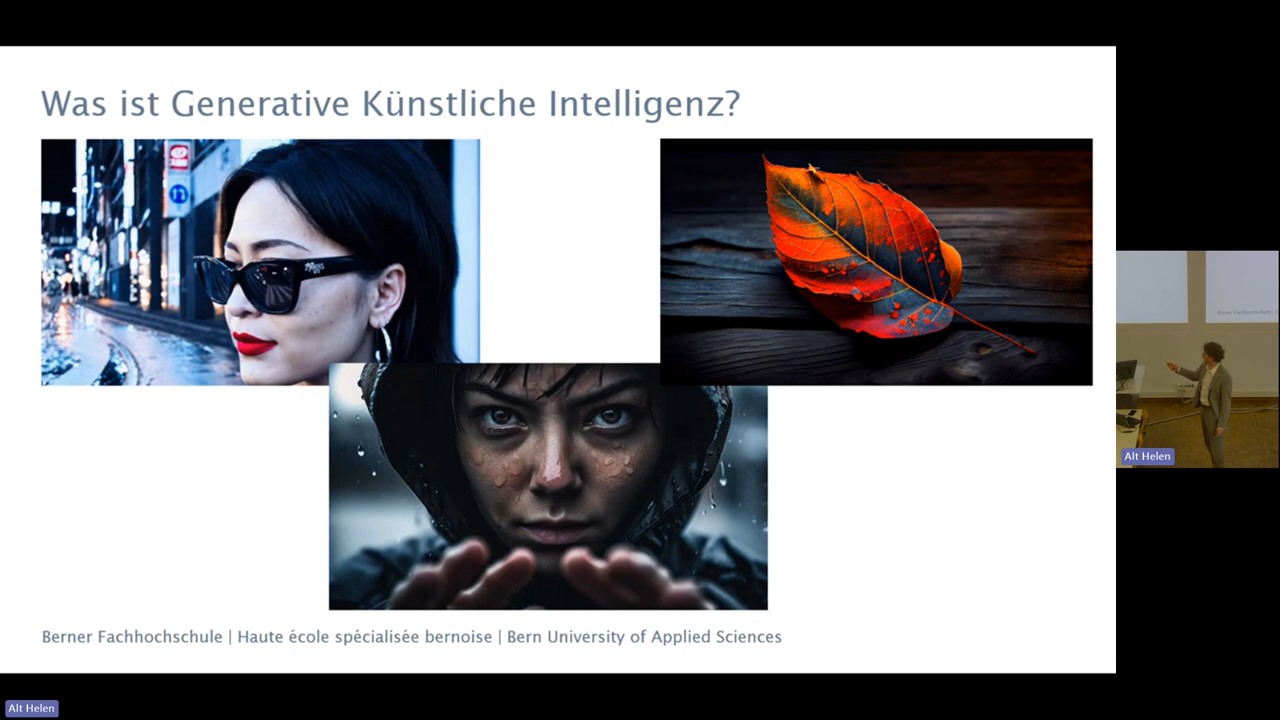 Was ist Generative Künstliche Intelligenz?
Berner Fachhochschule | Haute école spécialisée bernoise | Bern University of Applied Sciences
Alt Helen
Alt Helen